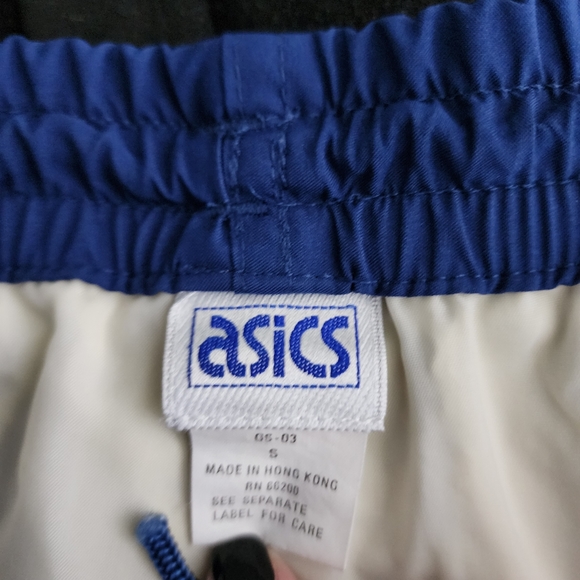 asics
GS-03
S
MADE IN HONG KONG
RN 66200
SEE SEPARATE
LABEL FOR CARE